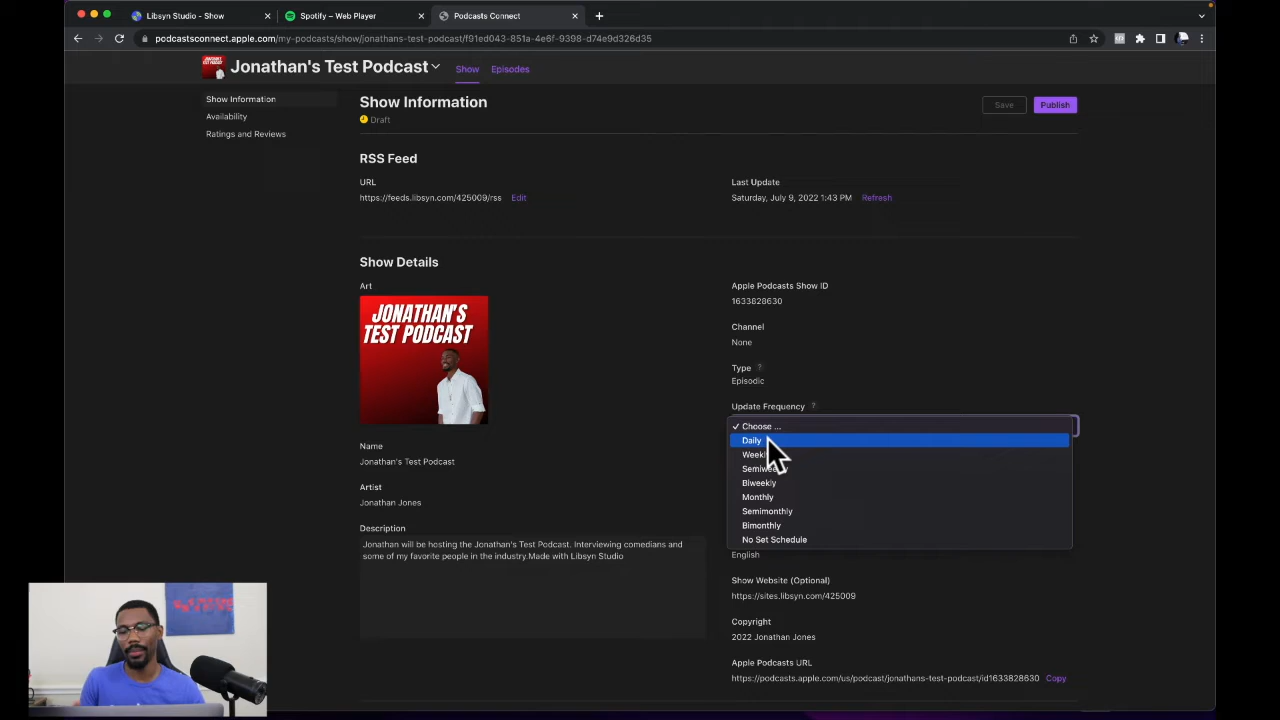 Libsyn Studio - Show
Spotify – Web Player
Podcasts Connect
podcastsconnect.apple.com/my-podcasts/show/jonathans-test-podcast/f91ed043-851a-4e6f-9398-d74e9d326d35
Jonathan's Test Podcast
Show
Episodes
Show Information
Availability
Ratings and Reviews
Show Information
Draft
Save
Publish
RSS Feed
URL
https://feeds.libsyn.com/425009/rss
Edit
Last Update
Saturday, July 9, 2022 1:43 PM
Refresh
Show Details
Art
JONATHAN'S
TEST PODCAST
Name
Jonathan's Test Podcast
Artist
Jonathan Jones
Description
Jonathan will be hosting the Jonathan's Test Podcast. Interviewing comedians and
some of my favorite people in the industry.Made with Libsyn Studio
Apple Podcasts Show ID
1633828630
Channel
None
Type ?
Episodic
Update Frequency ?
✓ Choose ...
Daily
Weekly
Semiweekly
Biweekly
Monthly
Semimonthly
Bimonthly
No Set Schedule
English
Show Website (Optional)
https://sites.libsyn.com/425009
Copyright
2022 Jonathan Jones
Apple Podcasts URL
https://podcasts.apple.com/us/podcast/jonathans-test-podcast/id1633828630
Copy